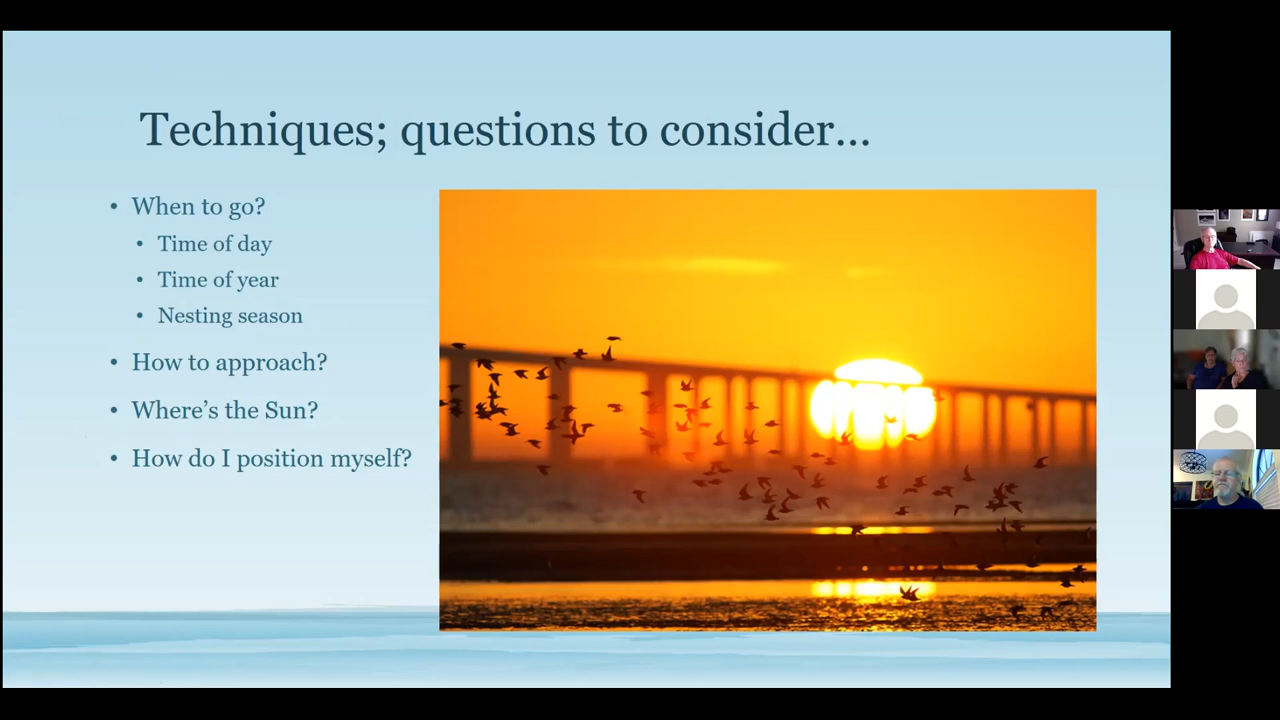 Techniques; questions to consider...
• When to go?
• Time of day
• Time of year
• Nesting season
• How to approach?
• Where's the Sun?
• How do I position myself?